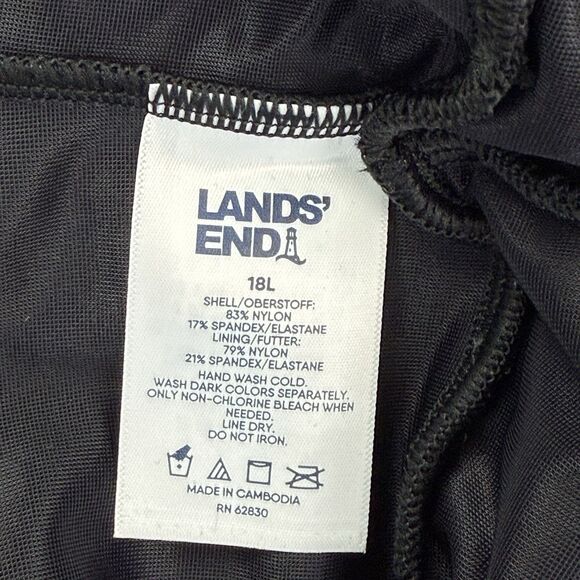 LANDS'
END
18L
SHELL/OBERSTOFF:
83% NYLON
17% SPANDEX/ELASTANE
LINING/FUTTER:
79% NYLON
21% SPANDEX/ELASTANE
HAND WASH COLD.
WASH DARK COLORS SEPARATELY.
ONLY NON-CHLORINE BLEACH WHEN
NEEDED.
LINE DRY.
DO NOT IRON.
MADE IN CAMBODIA
RN 62830